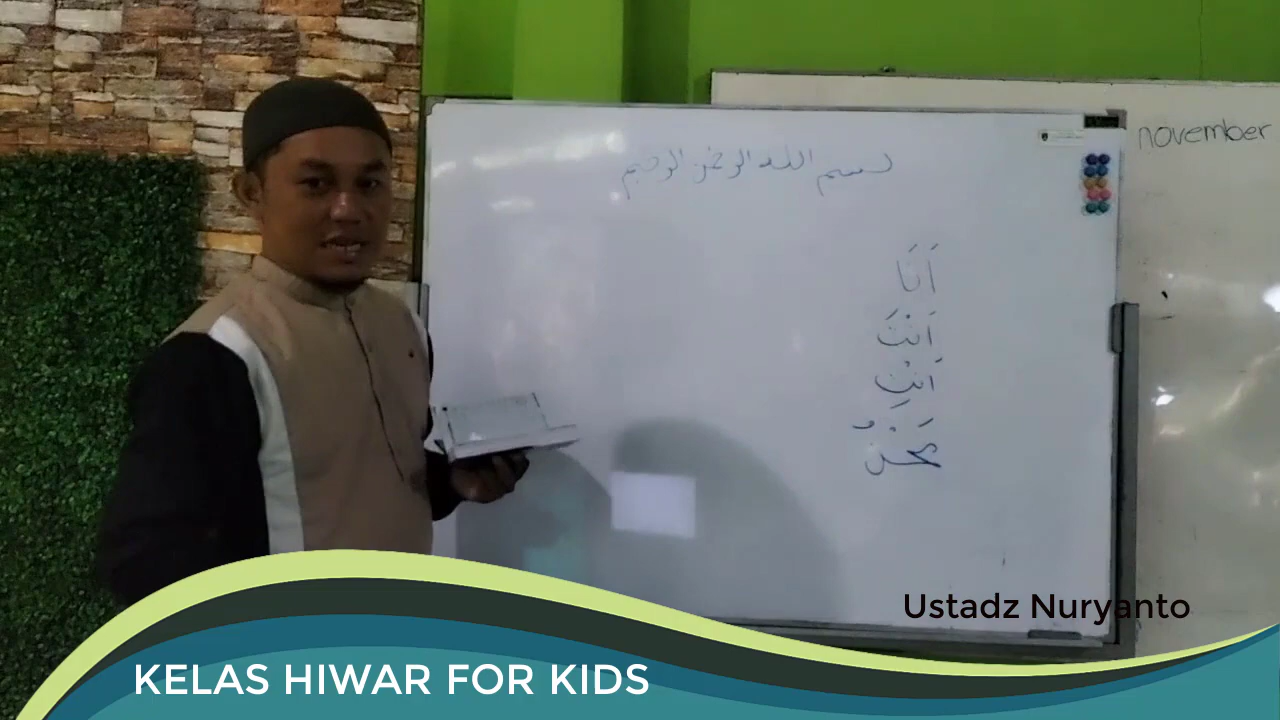 بسم الله الرحمن الرحيم
november
اَنَا
اَنْتَ
اَنْتِ
نَحْنُ
Ustadz Nuryanto
KELAS HIWAR FOR KIDS